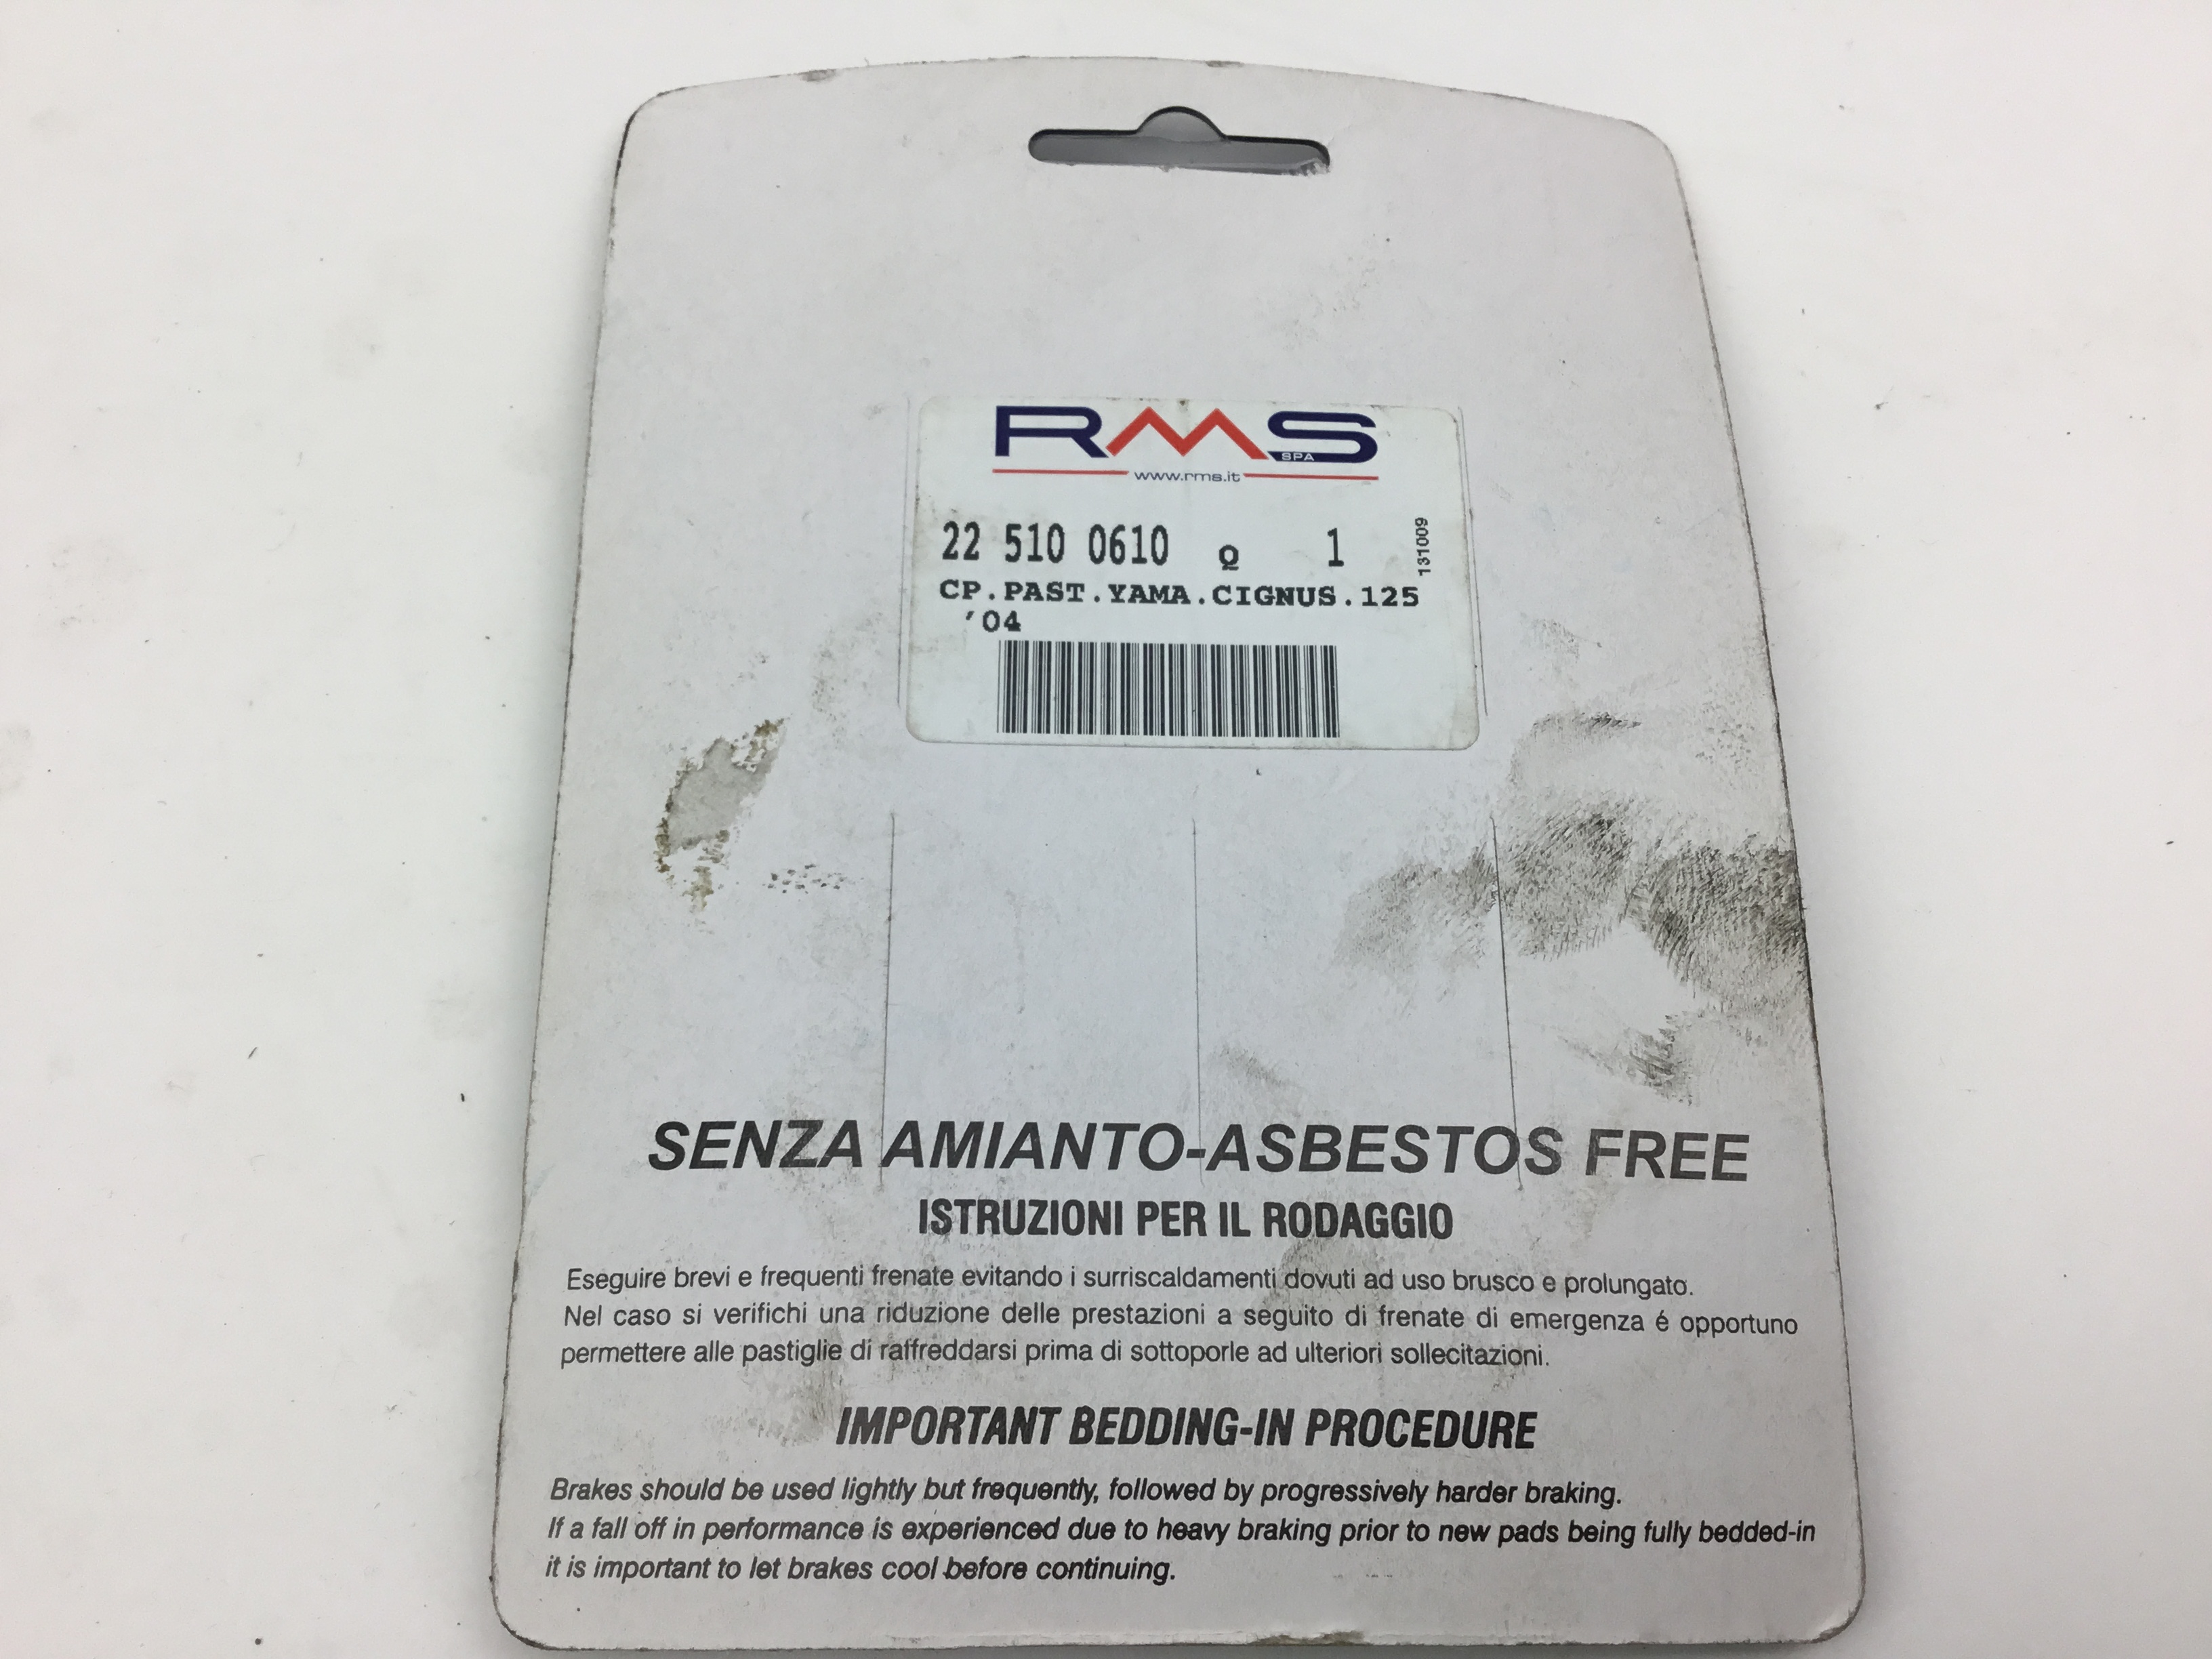 RMS
SPA
www.rms.it
22 510 0610 Q 1
131009
CP.PAST.YAMA.CIGNUS.125
'04
SENZA AMIANTO-ASBESTOS FREE
ISTRUZIONI PER IL RODAGGIO
Eseguire brevi e frequenti frenate evitando i surriscaldamenti dovuti ad uso brusco e prolungato.
Nel caso si verifichi una riduzione delle prestazioni a seguito di frenate di emergenza é opportuno
permettere alle pastiglie di raffreddarsi prima di sottoporle ad ulteriori sollecitazioni.
IMPORTANT BEDDING-IN PROCEDURE
Brakes should be used lightly but frequently, followed by progressively harder braking.
If a fall off in performance is experienced due to heavy braking prior to new pads being fully bedded-in
it is important to let brakes cool before continuing.